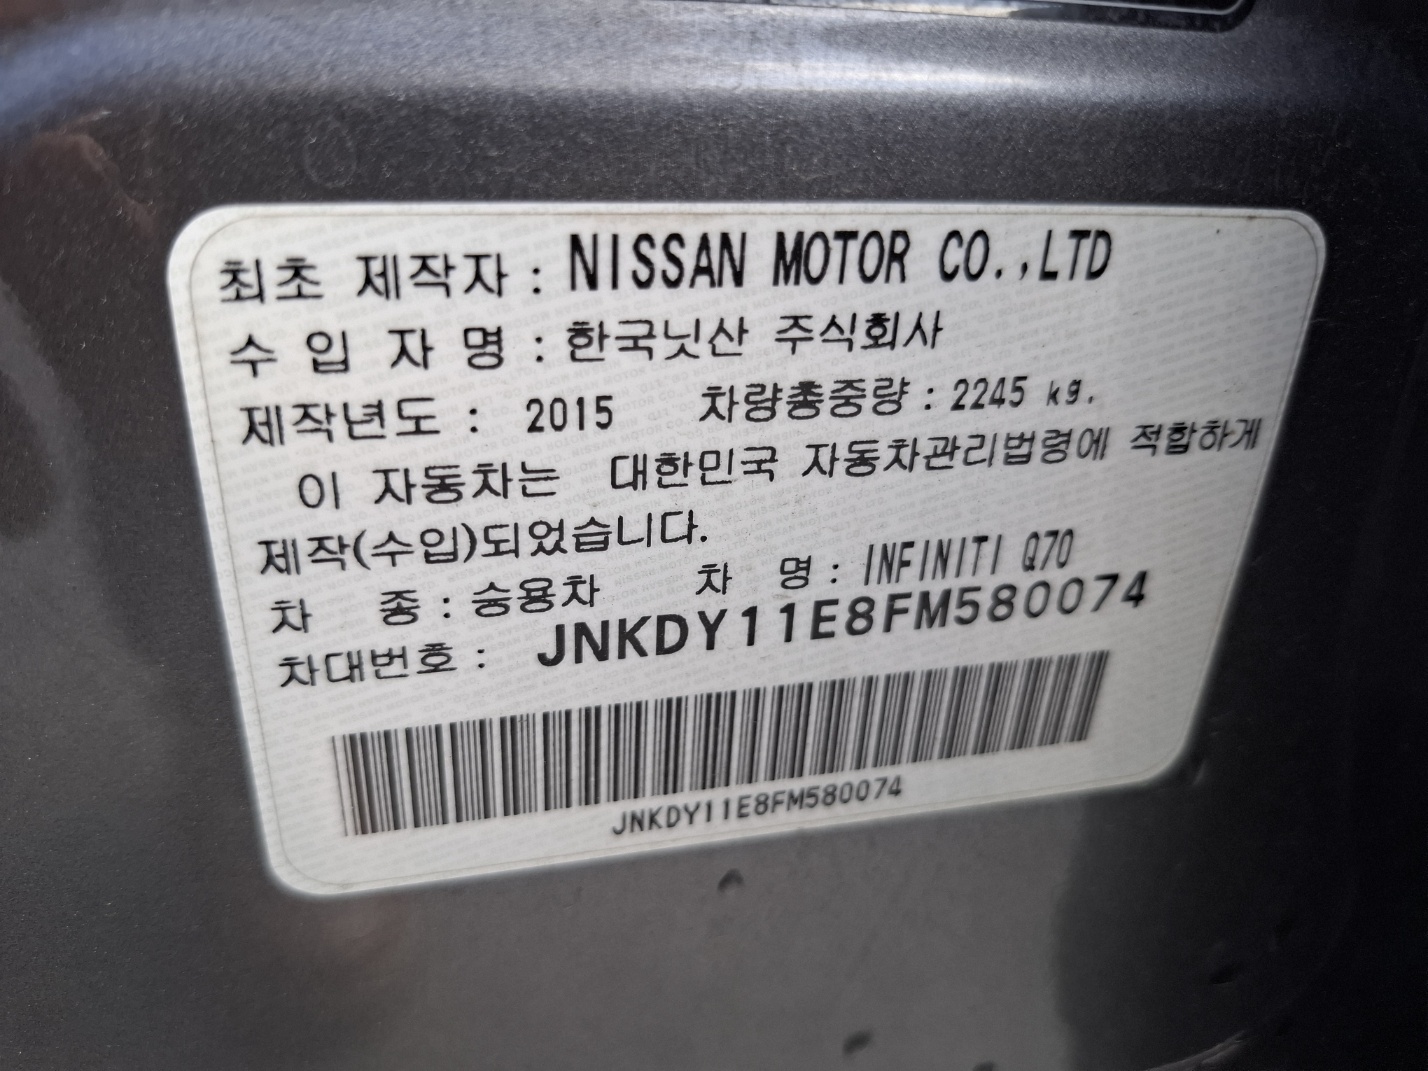 최초 제작자 : NISSAN MOTOR CO.,LTD
수 입 자 명 : 한국닛산 주식회사
제작년도 : 2015 차량총중량 : 2245 kg.
이 자동차는 대한민국 자동차관리법령에 적합하게
제작(수입)되었습니다.
차 종 : 승용차 차 명 : INFINITI Q70
차대번호 : JNKDY11E8FM580074
JNKDY11E8FM580074